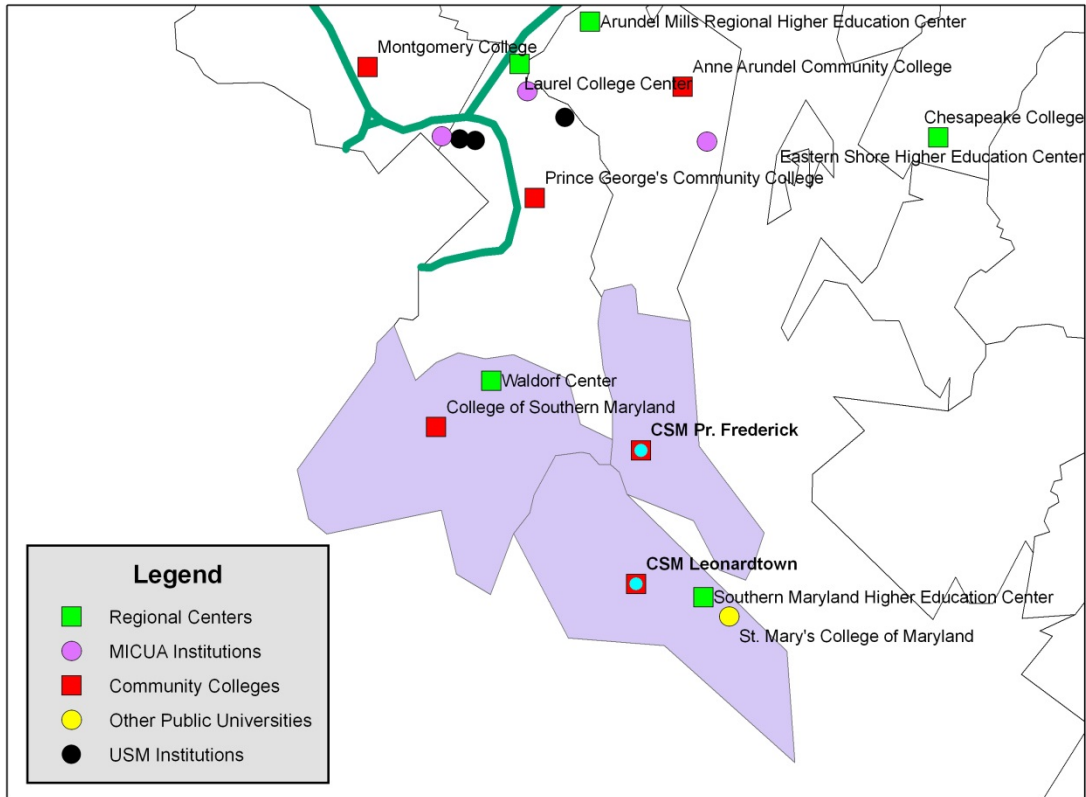 Arundel Mills Regional Higher Education Center
Montgomery College
Laurel College Center
Anne Arundel Community College
Chesapeake College
Eastern Shore Higher Education Center
Prince George's Community College
Waldorf Center
College of Southern Maryland
CSM Pr. Frederick
CSM Leonardtown
Southern Maryland Higher Education Center
St. Mary's College of Maryland
Legend
Regional Centers
MICUA Institutions
Community Colleges
Other Public Universities
USM Institutions